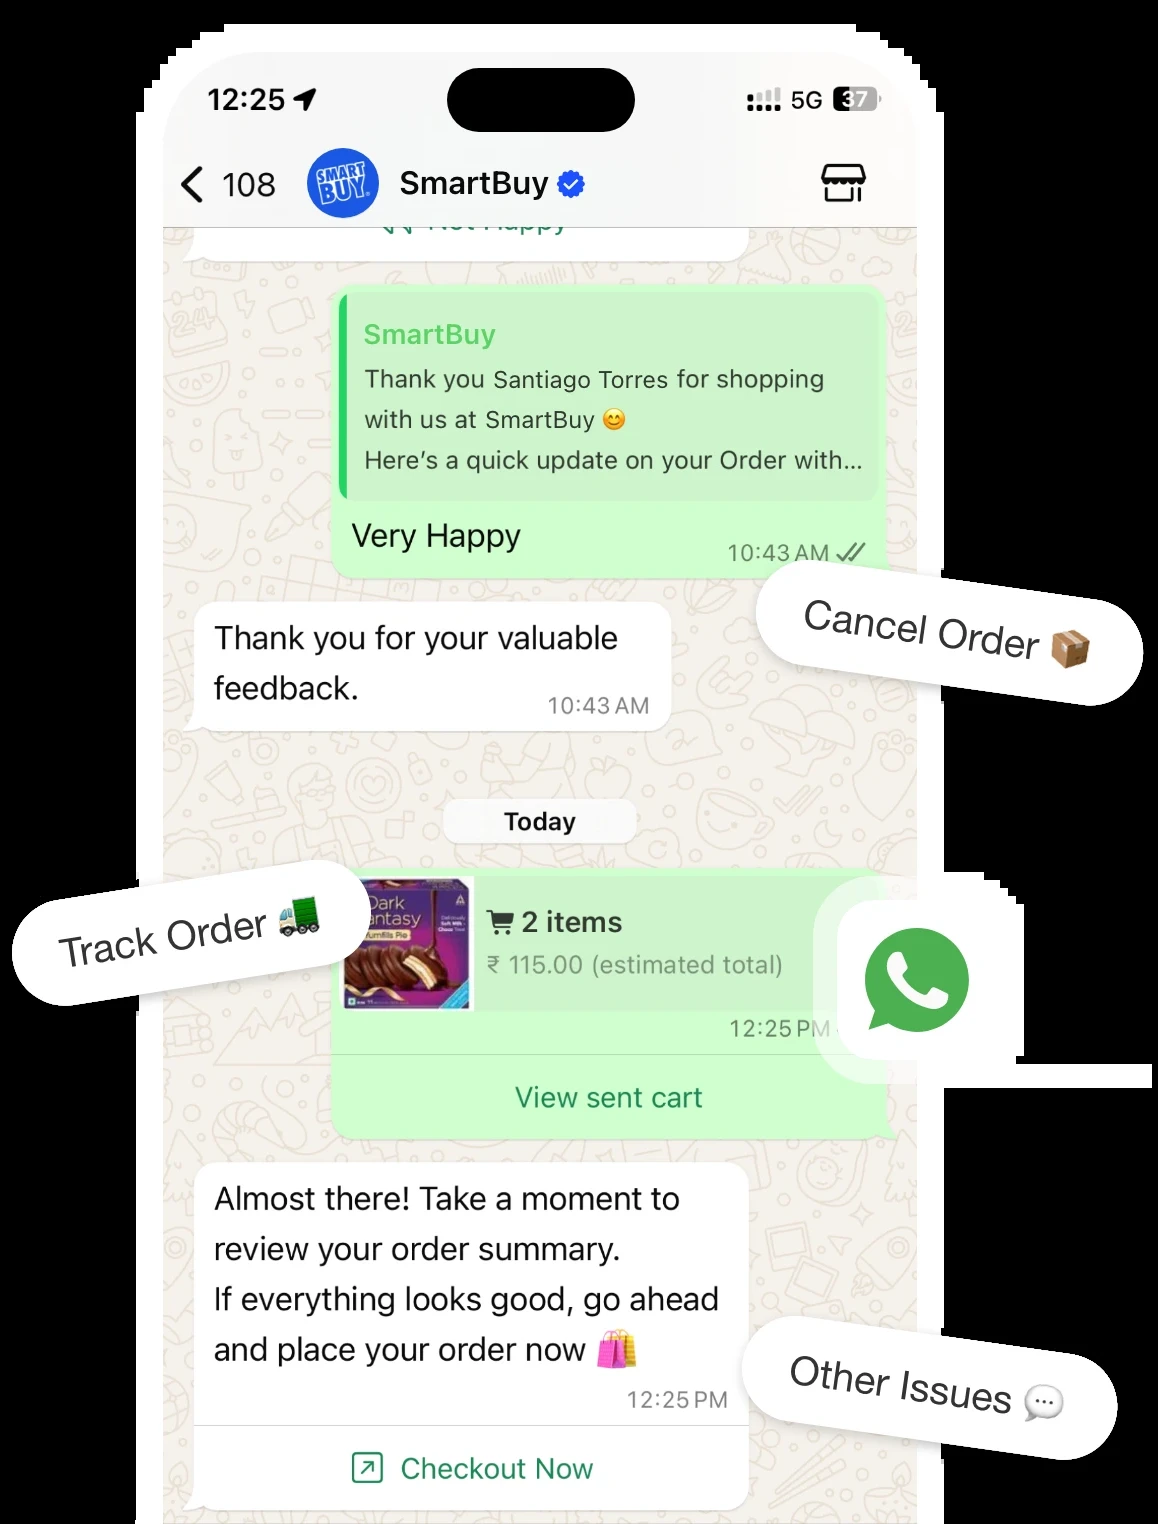 12:25
5G 37
108
SMART BUY
SmartBuy
Not Happy
SmartBuy
Thank you Santiago Torres for shopping
with us at SmartBuy 😊
Here’s a quick update on your Order with...
Very Happy
10:43 AM
Cancel Order 📦
Thank you for your valuable
feedback.
10:43 AM
Today
Track Order 🚛
Dark
antasy
Yumfills Pie
2 items
₹ 115.00 (estimated total)
12:25 PM
View sent cart
Almost there! Take a moment to
review your order summary.
If everything looks good, go ahead
and place your order now 🛍️
12:25 PM
Other Issues 💬
Checkout Now